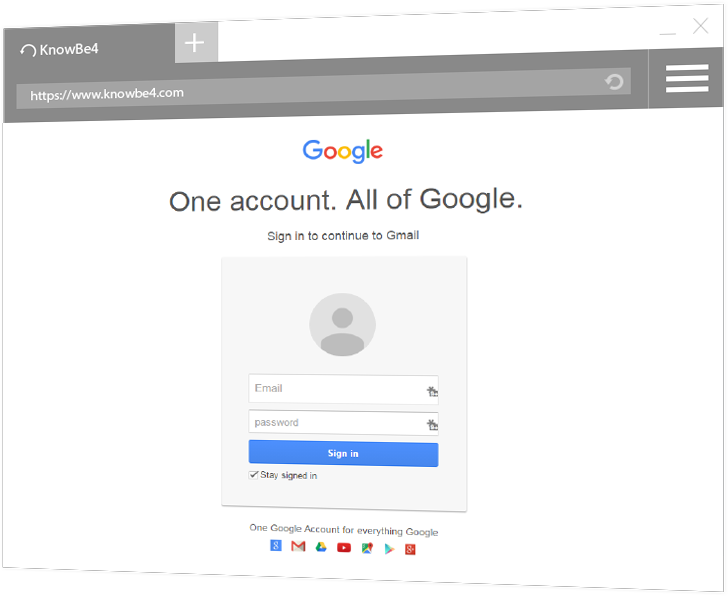 KnowBe4
https://www.knowbe4.com
Google
One account. All of Google.
Sign in to continue to Gmail
Email
password
Sign in
Stay signed in
One Google Account for everything Google